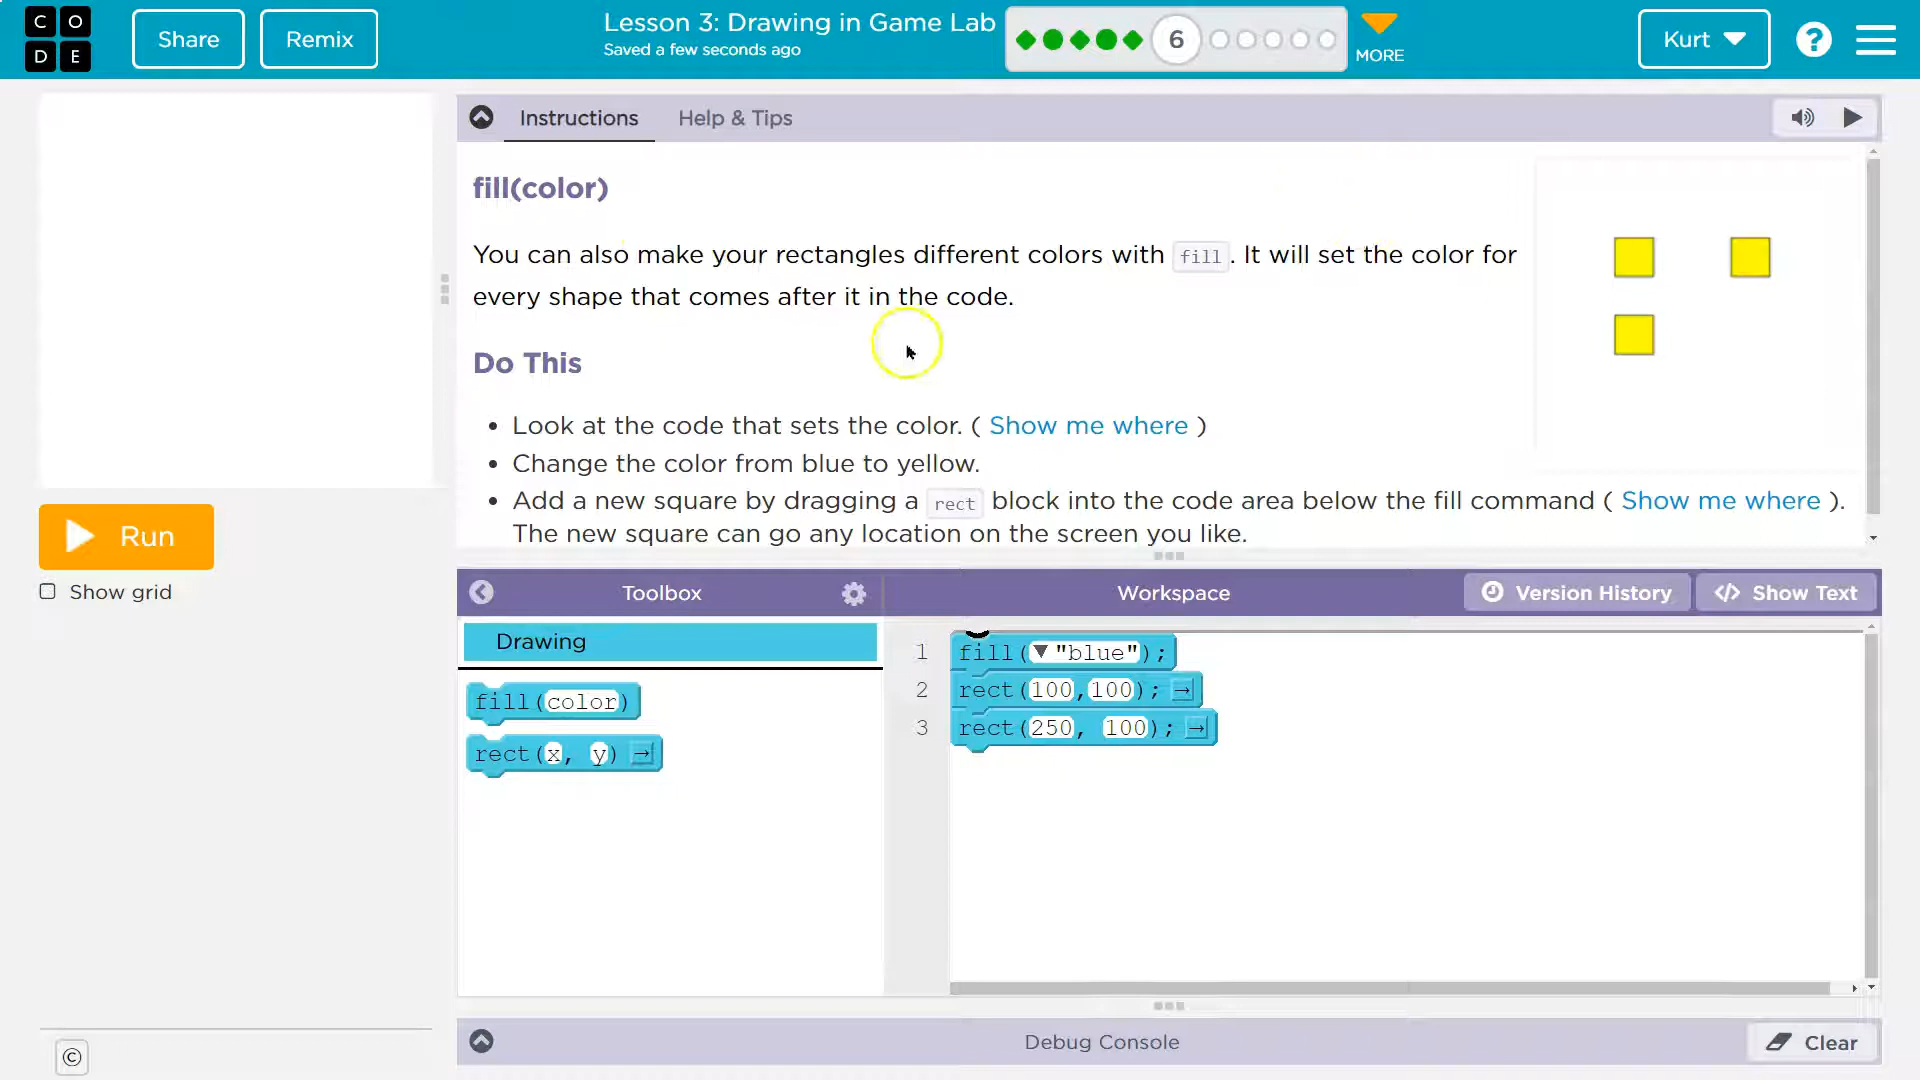 C O
D E
Share
Remix
Lesson 3: Drawing in Game Lab
Saved a few seconds ago
6
MORE
Kurt
?
Instructions
Help & Tips
fill(color)
You can also make your rectangles different colors with fill. It will set the color for
every shape that comes after it in the code.
Do This
• Look at the code that sets the color. ( Show me where )
• Change the color from blue to yellow.
• Add a new square by dragging a rect block into the code area below the fill command ( Show me where ).
The new square can go any location on the screen you like.
Run
Show grid
Toolbox
Workspace
Version History
</> Show Text
Drawing
fill(color)
rect(x, y)
1 fill("blue");
2 rect(100,100);
3 rect(250, 100);
Debug Console
Clear
©